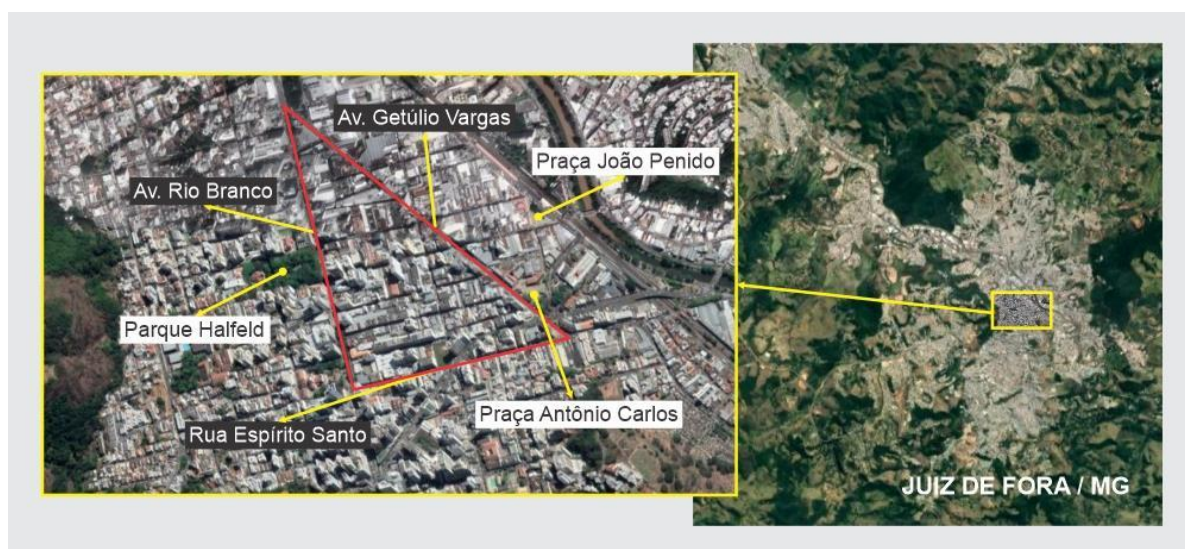 Av. Getúlio Vargas
Praça João Penido
Av. Rio Branco
Parque Halfeld
Praça Antônio Carlos
Rua Espírito Santo
JUIZ DE FORA / MG